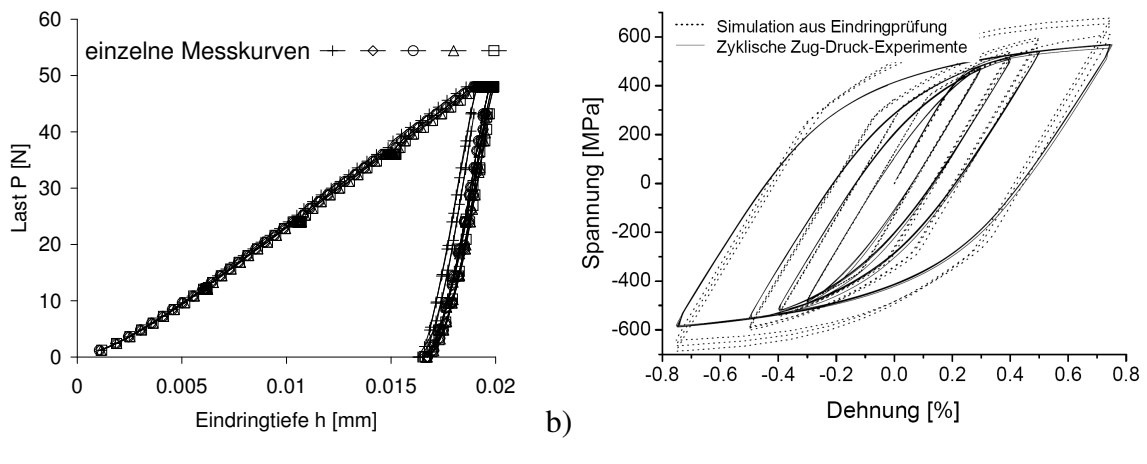 einzelne Messkurven
Last P [N]
60
50
40
30
20
10
0
0
0.005
0.01
0.015
0.02
Eindringtiefe h [mm]
b)
Simulation aus Eindringprüfung
Zyklische Zug-Druck-Experimente
Spannung [MPa]
600
400
200
0
-200
-400
-600
-0.8 -0.6 -0.4 -0.2 0.0 0.2 0.4 0.6 0.8
Dehnung [%]